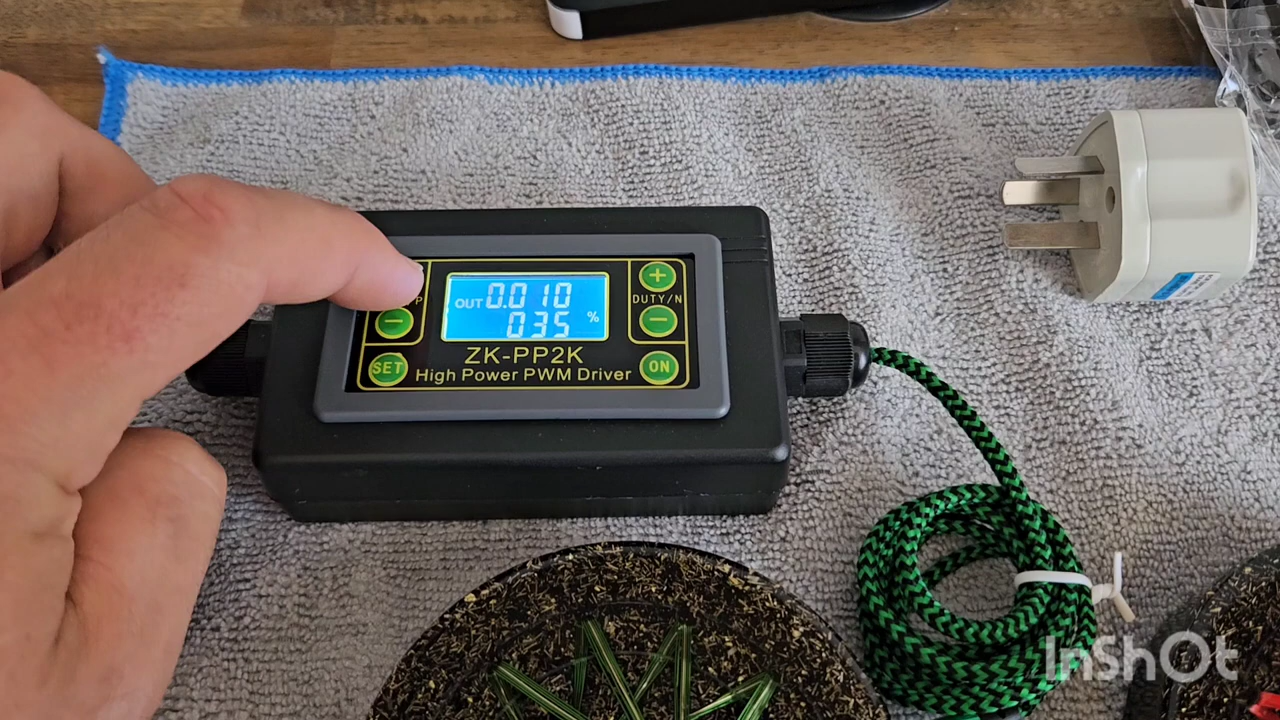 P
OUT 0.010
035 %
+
DUTY/N
−
−
SET
ZK-PP2K
High Power PWM Driver
ON
InShOt